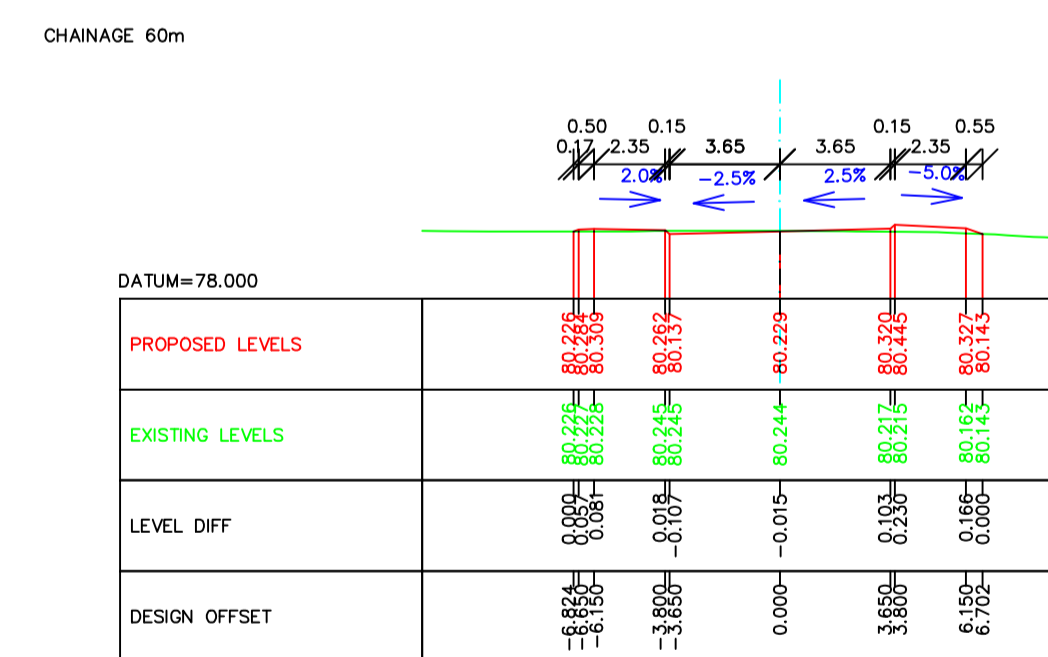 CHAINAGE 60m
0.50 0.15 0.15 0.55
0.17 2.35 3.65 3.65 2.35
2.0% -2.5% 2.5% -5.0%
DATUM=78.000
PROPOSED LEVELS 80.226 80.284 80.309 80.262 80.137 80.229 80.320 80.445 80.327 80.143
EXISTING LEVELS 80.226 80.227 80.228 80.245 80.245 80.244 80.217 80.215 80.162 80.143
LEVEL DIFF 0.000 0.057 0.081 -0.018 -0.107 -0.015 0.103 0.230 0.166 0.000
DESIGN OFFSET -6.824 -6.650 -6.150 -3.800 -3.650 0.000 3.650 3.800 6.150 6.702